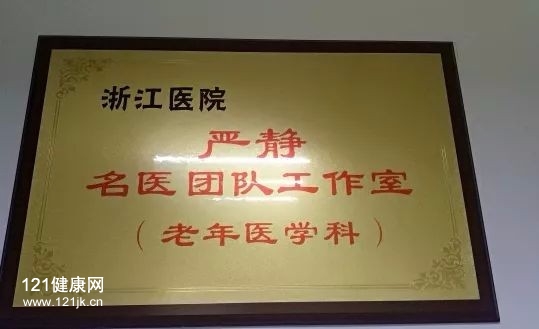 浙江医院
严静
名医团队工作室
（老年医学科）
121健康网
www.121jk.cn